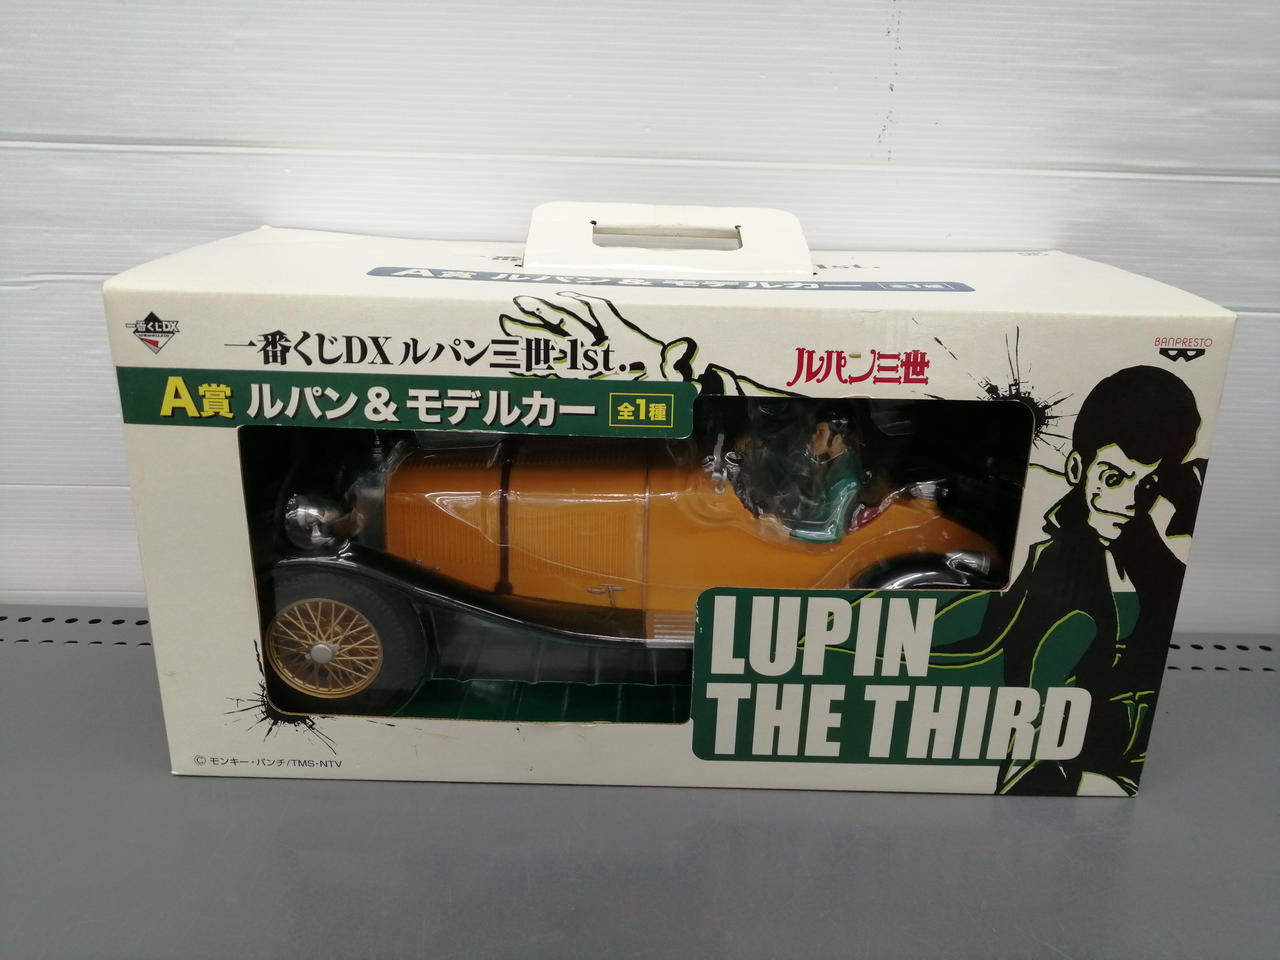 A賞 ルパン&モデルカー 全1種
一番くじDX
一番くじDX ルパン三世-1st.
ルパン三世
BANPRESTO
A賞 ルパン&モデルカー 全1種
LUPIN
THE THIRD
© モンキー・パンチ/TMS・NTV